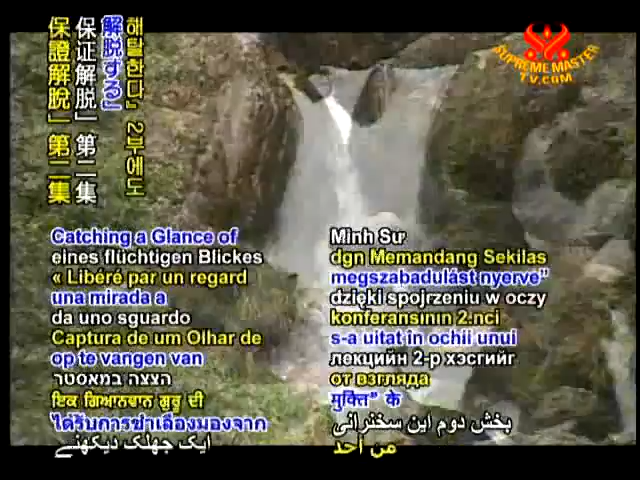 SUPREME MASTER
TV.COM
해탈한다』 2부에도
解脱する』
保证解脱」第二集
保證解脫」第二集
Catching a Glance of
eines flüchtigen Blickes
« Libéré par un regard
una mirada a
da uno sguardo
Captura de um Olhar de
op te vangen van
הצצה במאסטר
ਇਕ ਗਿਆਨਵਾਨ ਗੁਰੂ ਦੀ
ได้รับการชำเลืองมองจาก
ایک جھلک دیکھنے
Minh Sư
dgn Memandang Sekilas
megszabadulást nyerve”
dzięki spojrzeniu w oczy
konferansının 2.nci
s-a uitat în ochii unui
лекцийн 2-р хэсгийг
от взгляда
मुक्ति” के
بخش دوم این سخنرانی
من أحد